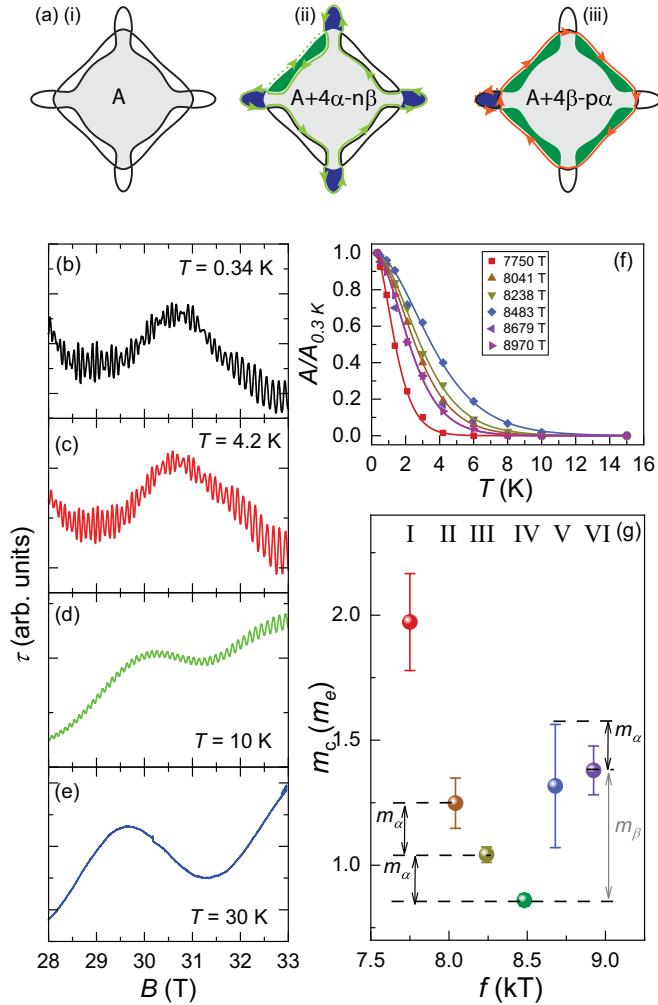 (a) (i)
(ii)
(iii)
A
A+4α-nβ
A+4β-pα
(b)
T = 0.34 K
(c)
T = 4.2 K
(d)
T = 10 K
(e)
T = 30 K
τ (arb. units)
28 29 30 31 32 33
B (T)
(f)
7750 T
8041 T
8238 T
8483 T
8679 T
8970 T
1.0
0.8
0.6
0.4
0.2
0.0
A/A0.3 K
0 2 4 6 8 10 12 14 16
T (K)
I II III IV V VI (g)
2.0
1.5
1.0
mc (me)
mα
mα
mα
mβ
7.5 8.0 8.5 9.0
f (kT)